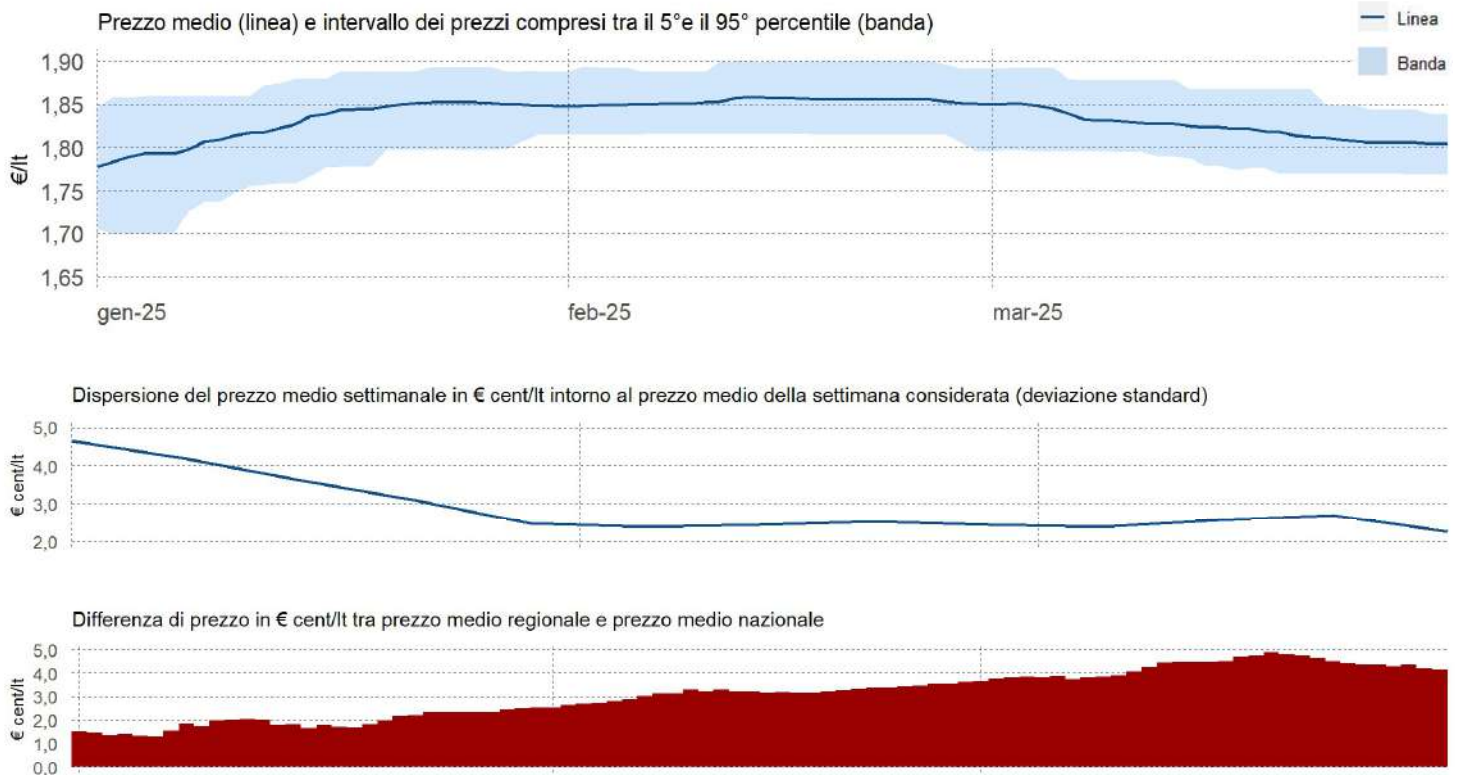 Prezzo medio (linea) e intervallo dei prezzi compresi tra il 5°e il 95° percentile (banda)
Linea
Banda
€/lt
1,90
1,85
1,80
1,75
1,70
1,65
gen-25
feb-25
mar-25
Dispersione del prezzo medio settimanale in € cent/lt intorno al prezzo medio della settimana considerata (deviazione standard)
€ cent/lt
5,0
4,0
3,0
2,0
Differenza di prezzo in € cent/lt tra prezzo medio regionale e prezzo medio nazionale
€ cent/lt
5,0
4,0
3,0
2,0
1,0
0,0